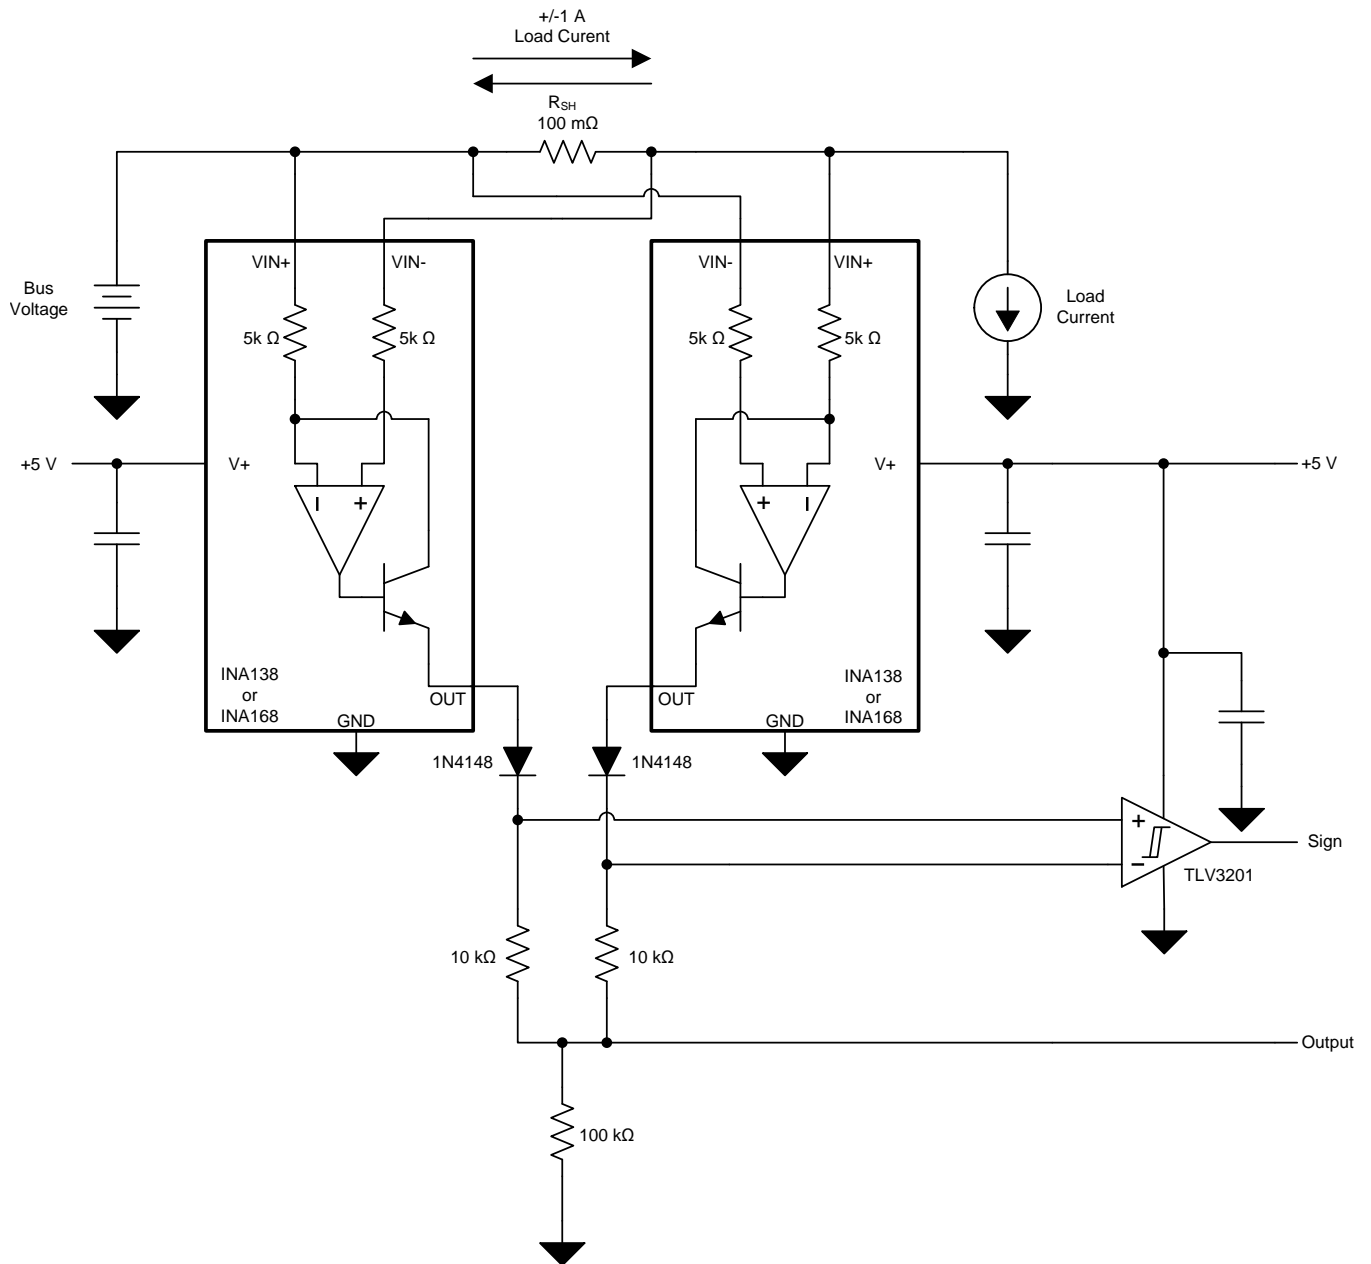 +/-1 A
Load Curent
RSH
100 mΩ
VIN+
VIN-
VIN-
VIN+
Bus
Voltage
5k Ω
5k Ω
5k Ω
5k Ω
Load
Current
+5 V
V+
V+
+5 V
INA138
or
INA168
OUT
GND
INA138
or
INA168
OUT
GND
1N4148
1N4148
Sign
TLV3201
10 kΩ
10 kΩ
Output
100 kΩ